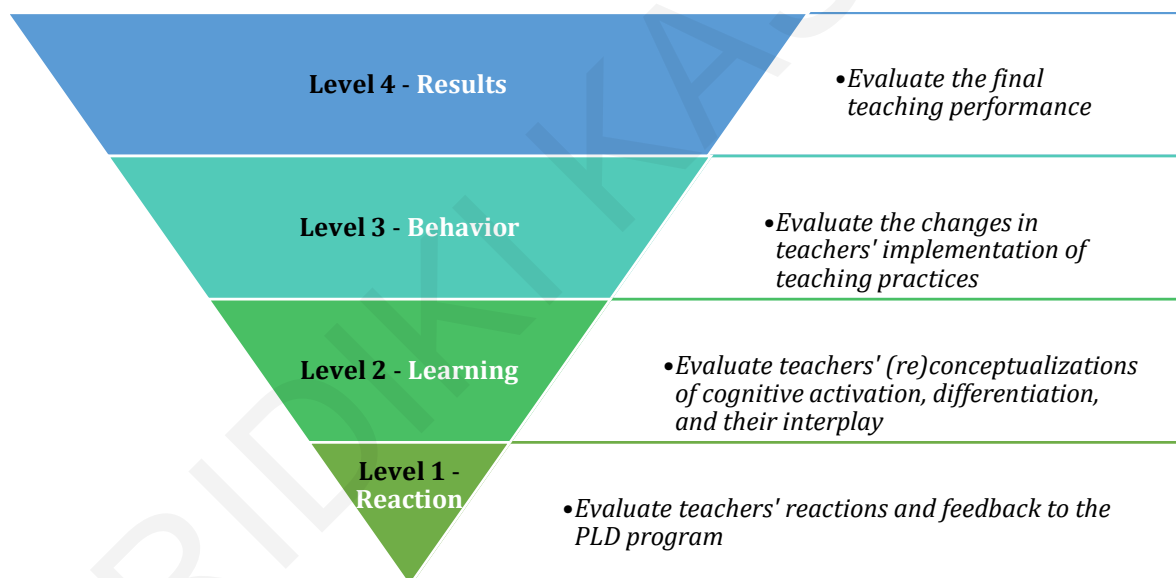 Level 4 - Results
•Evaluate the final
teaching performance
Level 3 - Behavior
•Evaluate the changes in
teachers' implementation of
teaching practices
Level 2 - Learning
•Evaluate teachers' (re)conceptualizations
of cognitive activation, differentiation,
and their interplay
Level 1 -
Reaction
•Evaluate teachers' reactions and feedback to the
PLD program